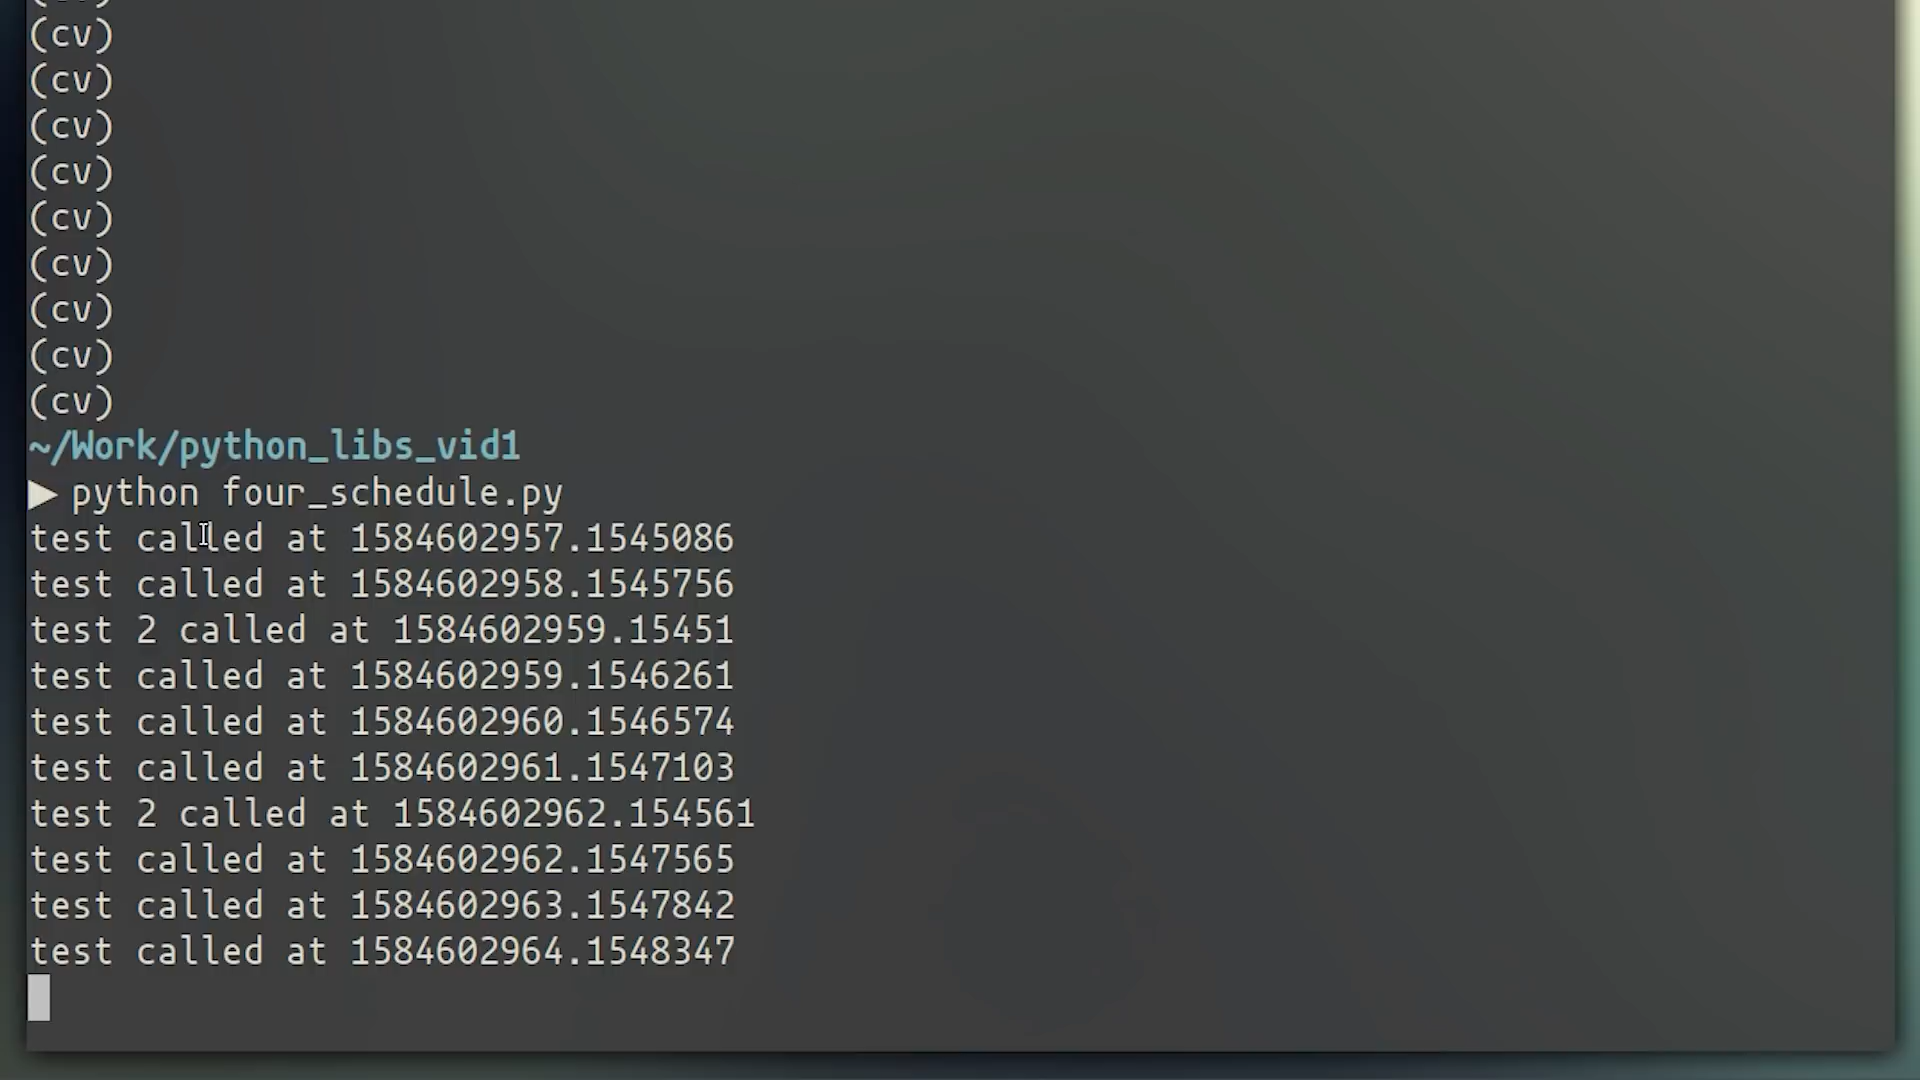 (cv)
(cv)
(cv)
(cv)
(cv)
(cv)
(cv)
(cv)
(cv)
~/Work/python_libs_vid1
▶ python four_schedule.py
test called at 1584602957.1545086
test called at 1584602958.1545756
test 2 called at 1584602959.15451
test called at 1584602959.1546261
test called at 1584602960.1546574
test called at 1584602961.1547103
test 2 called at 1584602962.154561
test called at 1584602962.1547565
test called at 1584602963.1547842
test called at 1584602964.1548347